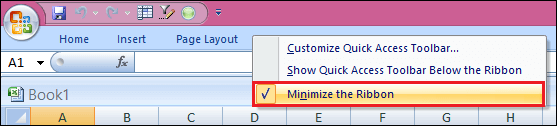 Home Insert Page Layout
Customize Quick Access Toolbar...
Show Quick Access Toolbar Below the Ribbon
Minimize the Ribbon
A1 fx
Book1
A B C D E F G H